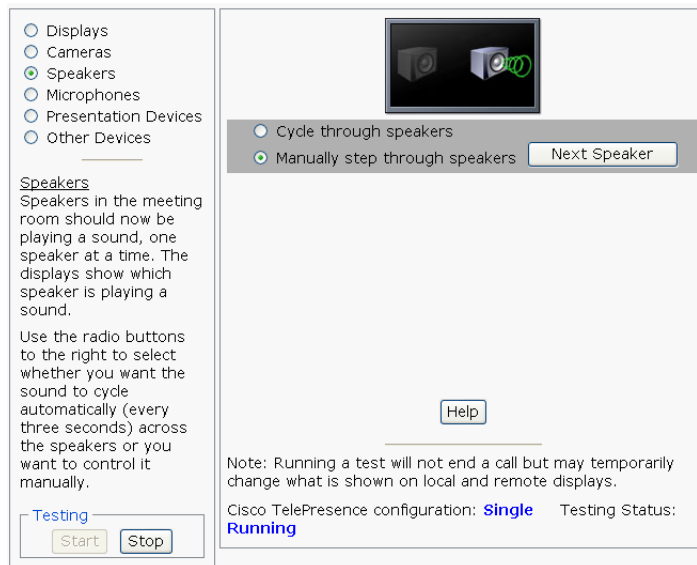 Displays
Cameras
Speakers
Microphones
Presentation Devices
Other Devices
Speakers
Speakers in the meeting
room should now be
playing a sound, one
speaker at a time. The
displays show which
speaker is playing a
sound.
Use the radio buttons
to the right to select
whether you want the
sound to cycle
automatically (every
three seconds) across
the speakers or you
want to control it
manually.
Testing
Start Stop
Cycle through speakers
Manually step through speakers Next Speaker
Help
Note: Running a test will not end a call but may temporarily
change what is shown on local and remote displays.
Cisco TelePresence configuration: Single Testing Status:
Running